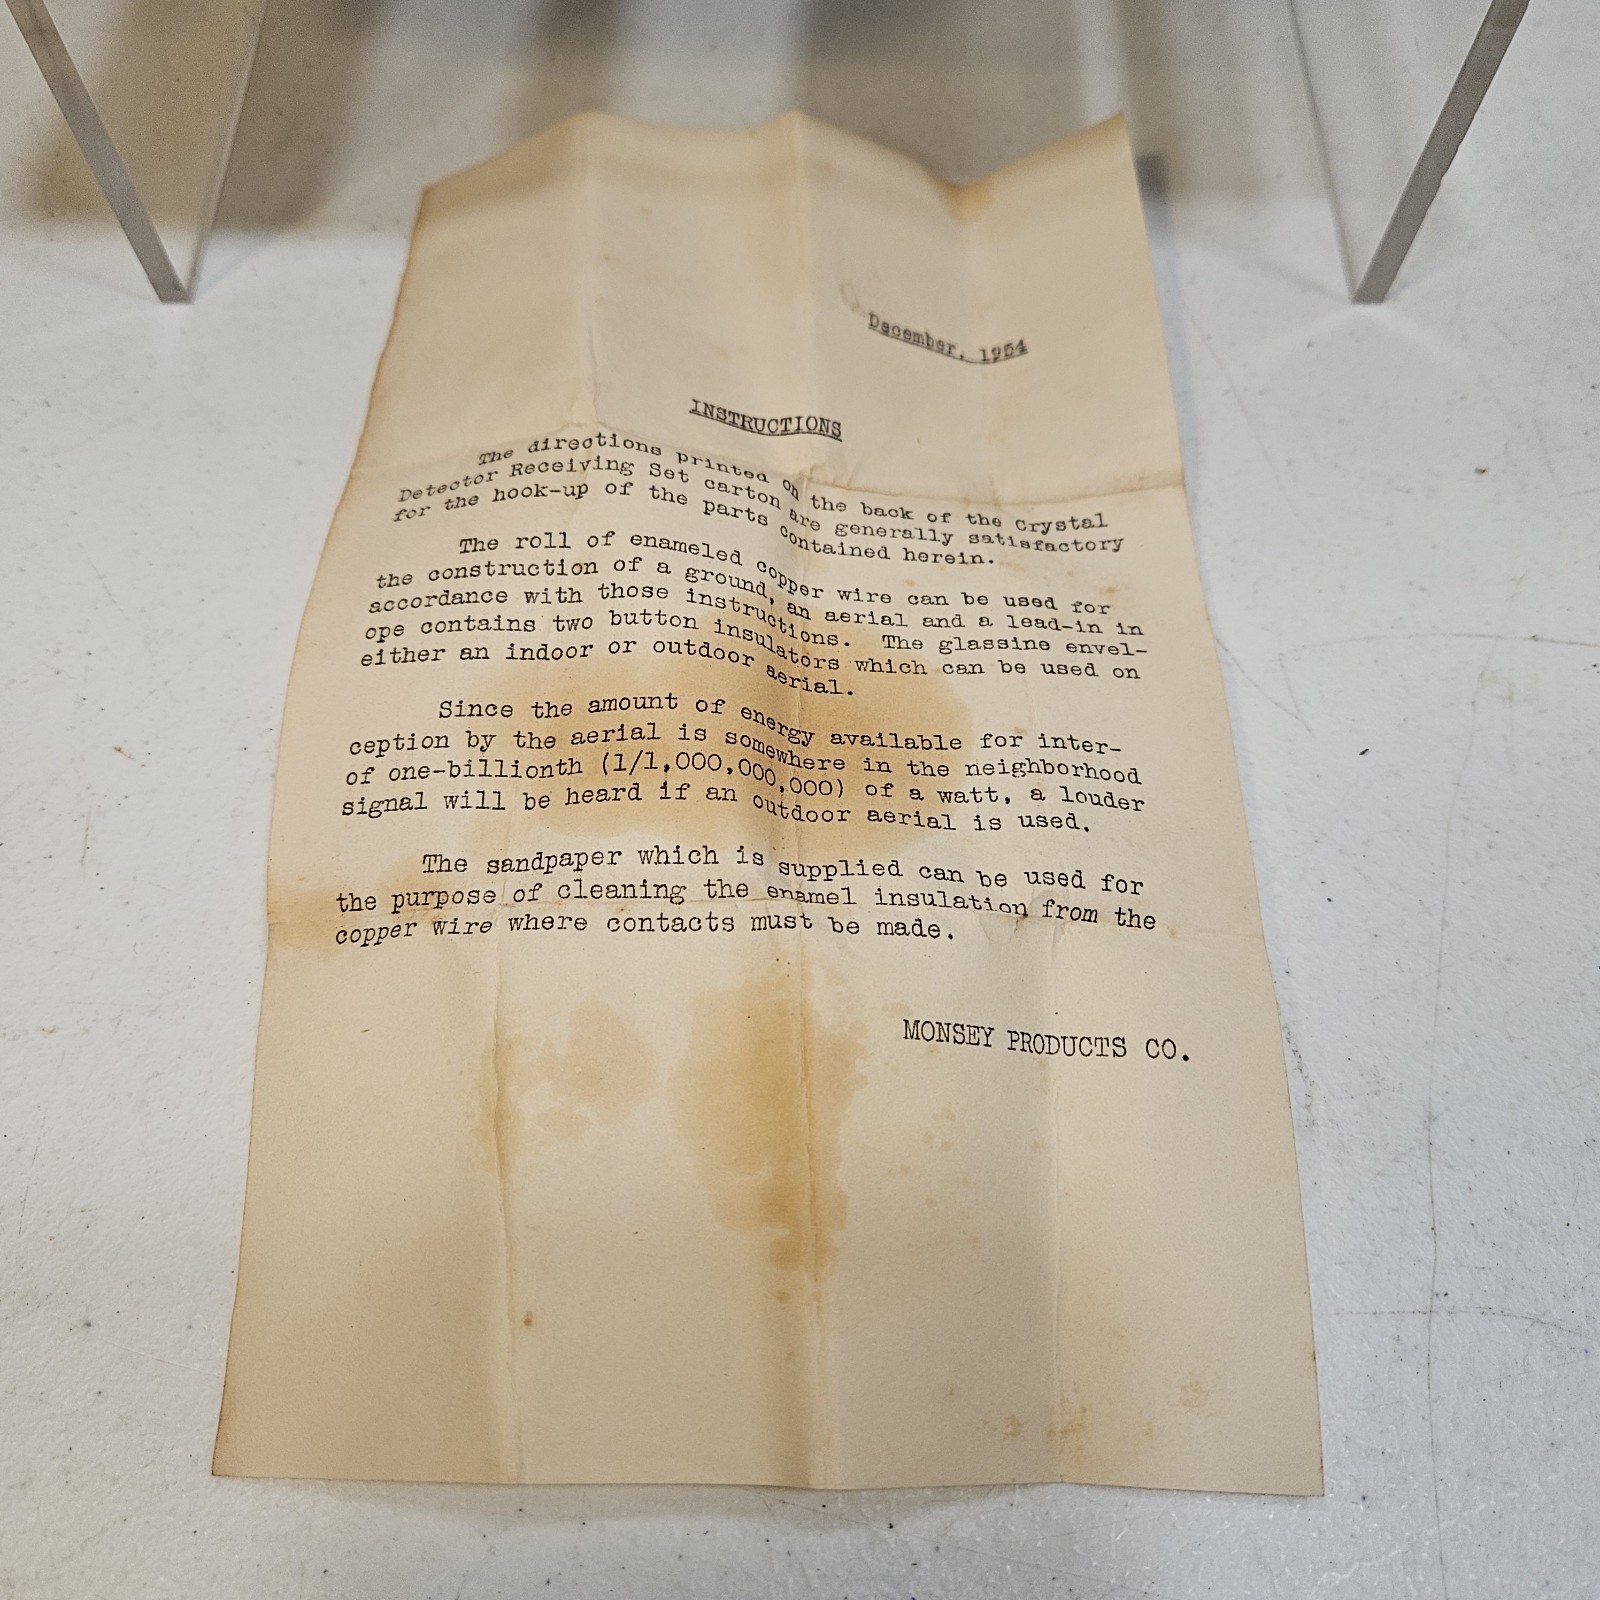 December, 1954
INSTRUCTIONS
The directions printed on the back of the Crystal
Detector Receiving Set carton are generally satisfactory
for the hook-up of the parts contained herein.
The roll of enameled copper wire can be used for
the construction of a ground, an aerial and a lead-in in
accordance with those instructions. The glassine envel-
ope contains two button insulators which can be used on
either an indoor or outdoor aerial.
Since the amount of energy available for inter-
ception by the aerial is somewhere in the neighborhood
of one-billionth (1/1,000,000,000) of a watt, a louder
signal will be heard if an outdoor aerial is used.
The sandpaper which is supplied can be used for
the purpose of cleaning the enamel insulation from the
copper wire where contacts must be made.
MONSEY PRODUCTS CO.